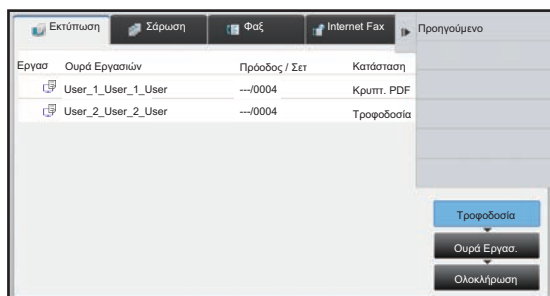 Εκτύπωση Σάρωση Φαξ Internet Fax Προηγούμενο
Εργασ Ουρά Εργασιών Πρόοδος / Σετ Κατάσταση
User_1_User_1_User ---/0004 Κρυπτ. PDF
User_2_User_2_User ---/0004 Τροφοδοσία
Τροφοδοσία
Ουρά Εργασ.
Ολοκλήρωση